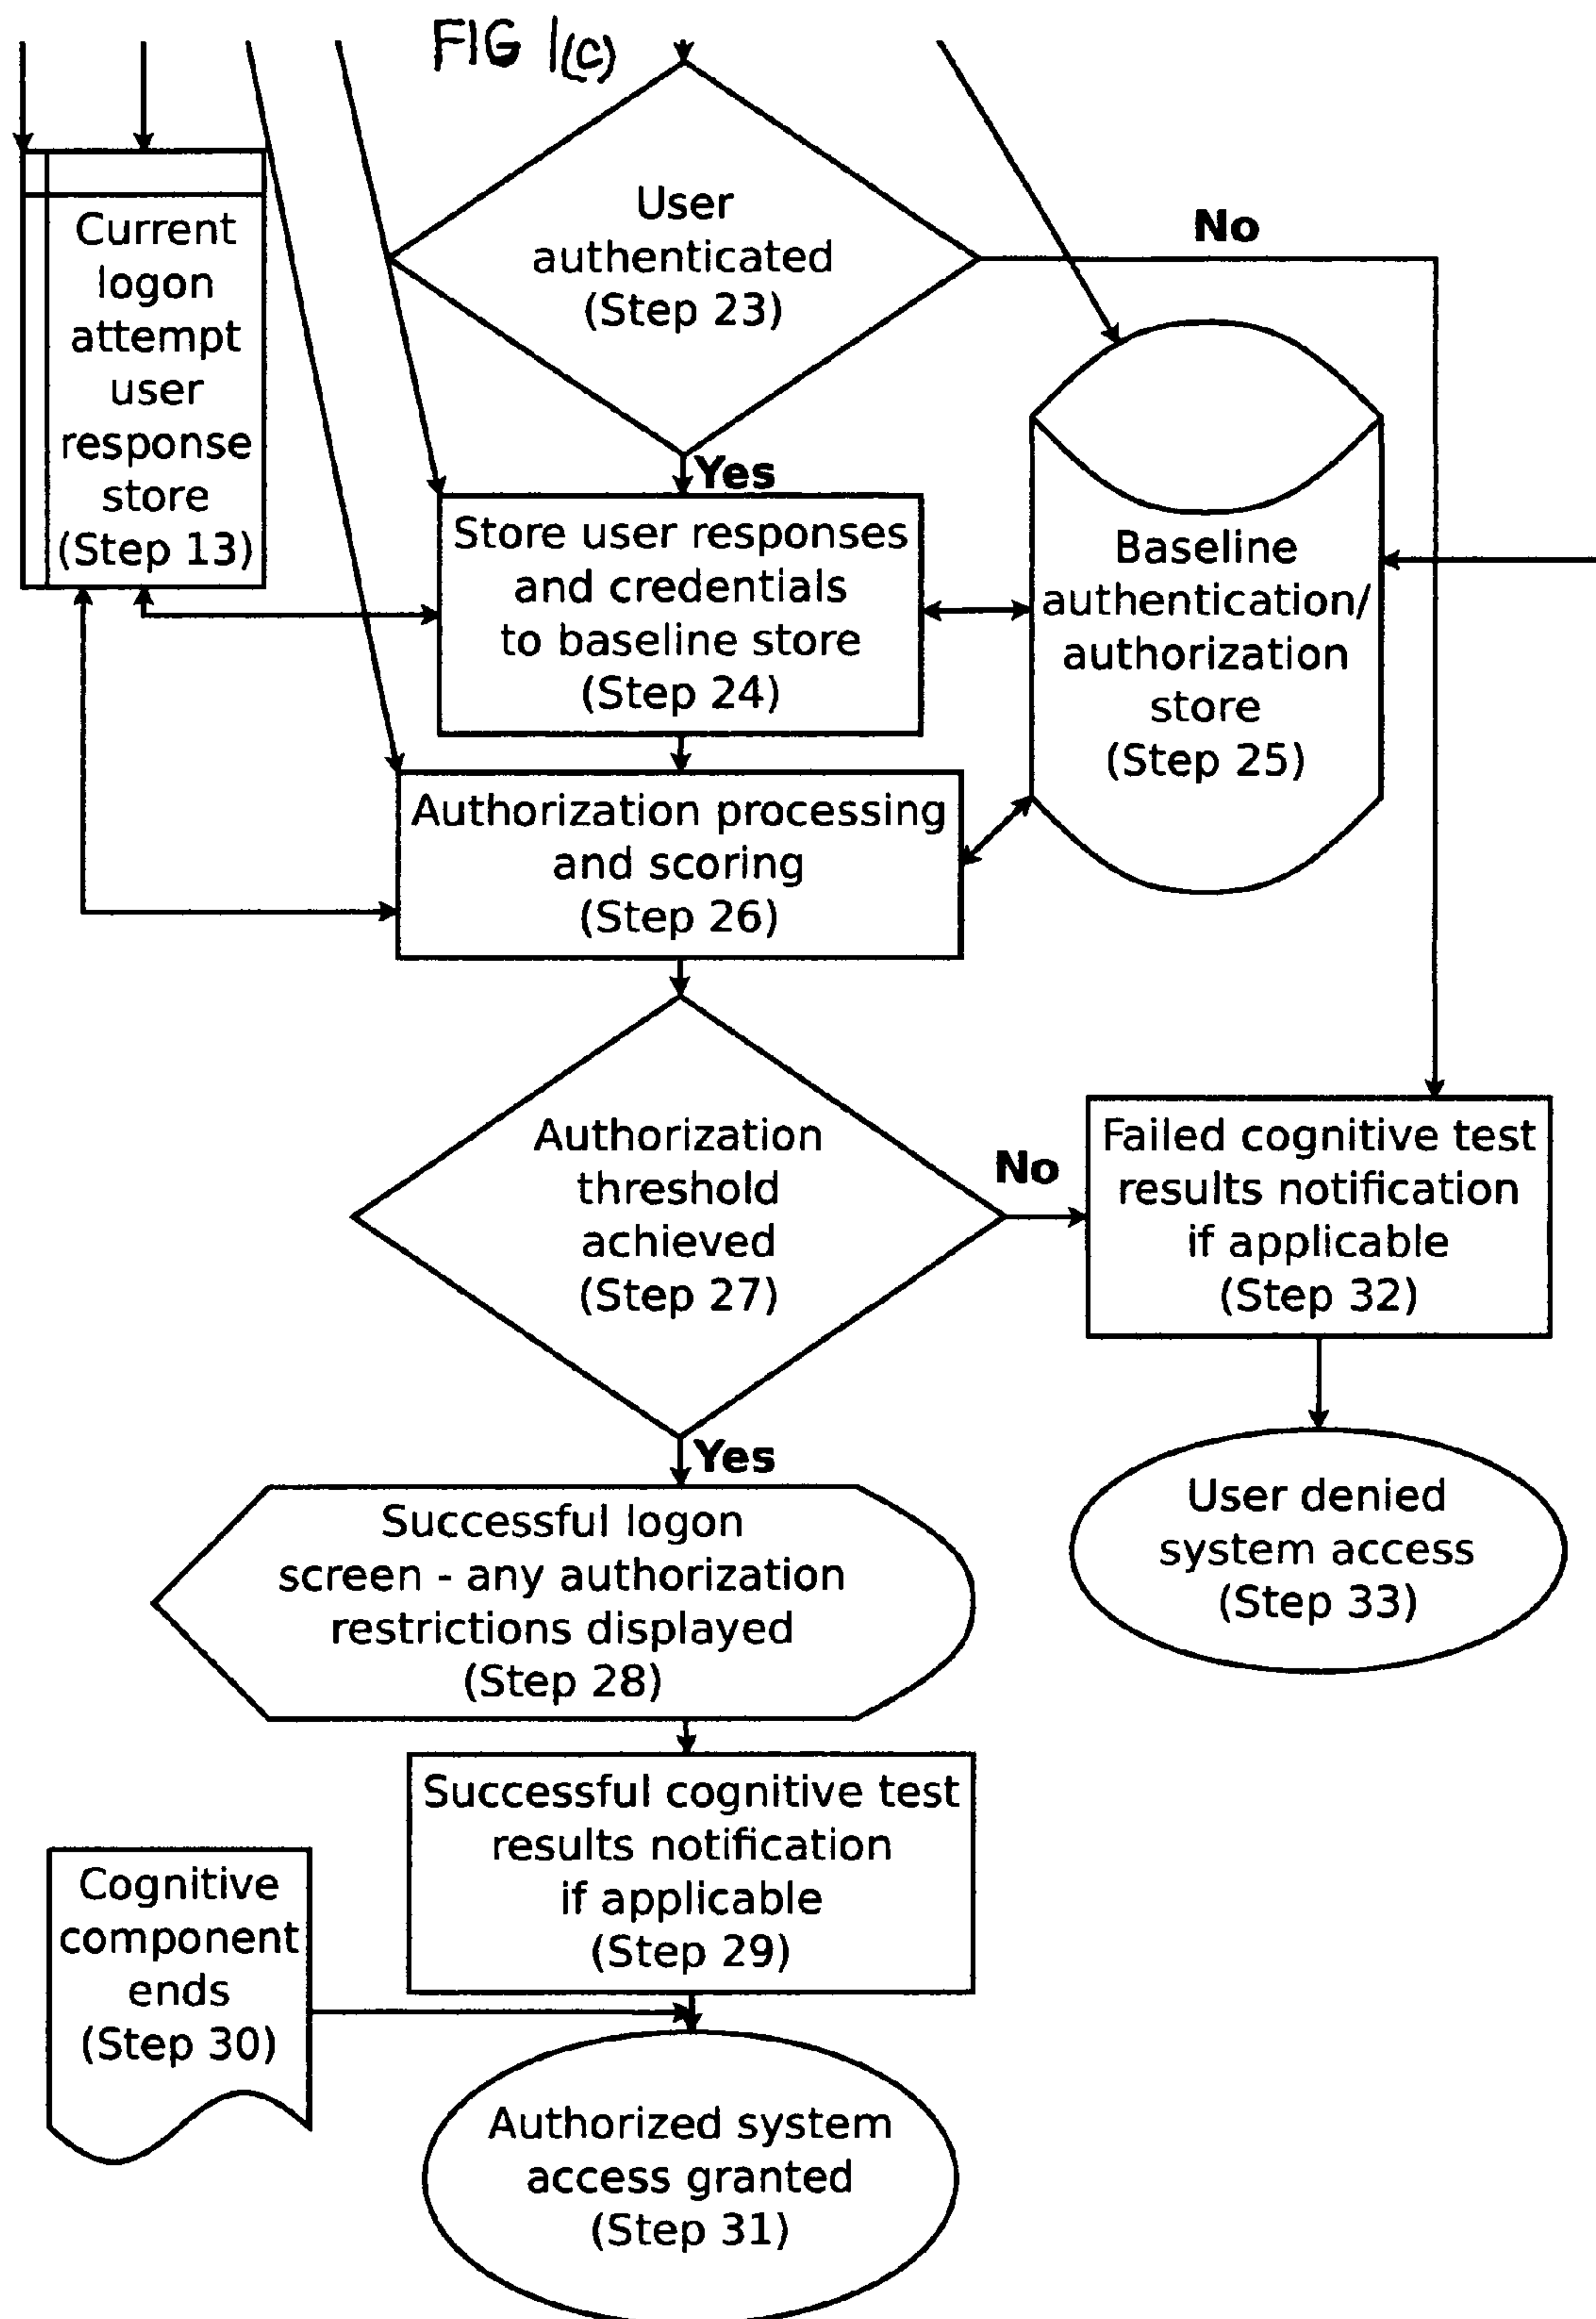 FIG 1(C)
User
authenticated
(Step 23)
No
Current
logon
attempt
user
response
store
(Step 13)
Yes
Store user responses
and credentials
to baseline store
(Step 24)
Baseline
authentication/
authorization
store
(Step 25)
Authorization processing
and scoring
(Step 26)
Authorization
threshold
achieved
(Step 27)
No
Failed cognitive test
results notification
if applicable
(Step 32)
Yes
User denied
system access
(Step 33)
Successful logon
screen - any authorization
restrictions displayed
(Step 28)
Successful cognitive test
results notification
if applicable
(Step 29)
Cognitive
component
ends
(Step 30)
Authorized system
access granted
(Step 31)